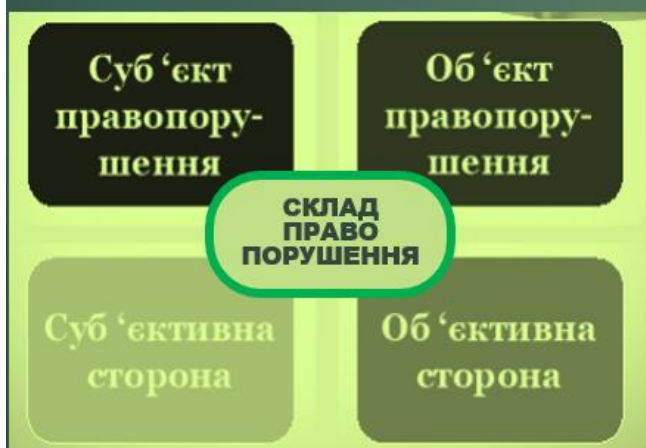 Суб ‘єкт
правопору-
шення
Об ‘єкт
правопору-
шення
СКЛАД
ПРАВО
ПОРУШЕННЯ
Суб ‘єктивна
сторона
Об ‘єктивна
сторона